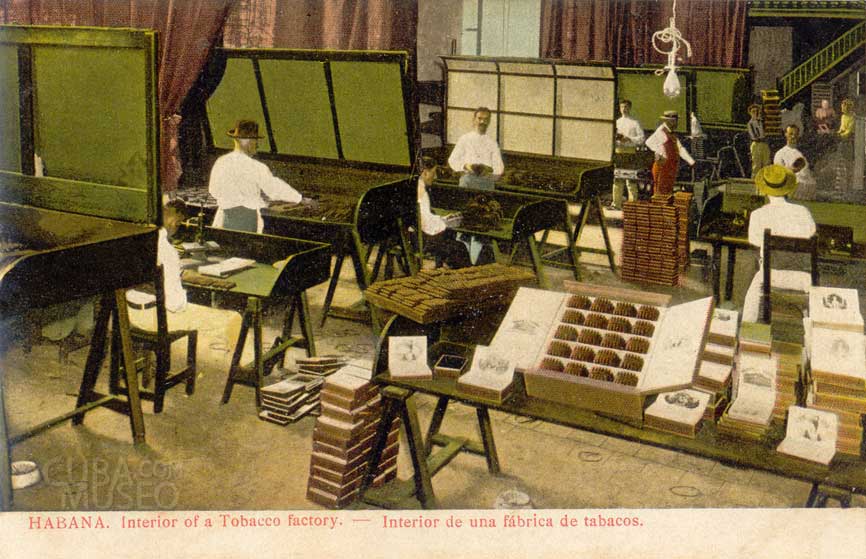 CUBA.COM
MUSEO
HABANA. Interior of a Tobacco factory. — Interior de una fábrica de tabacos.